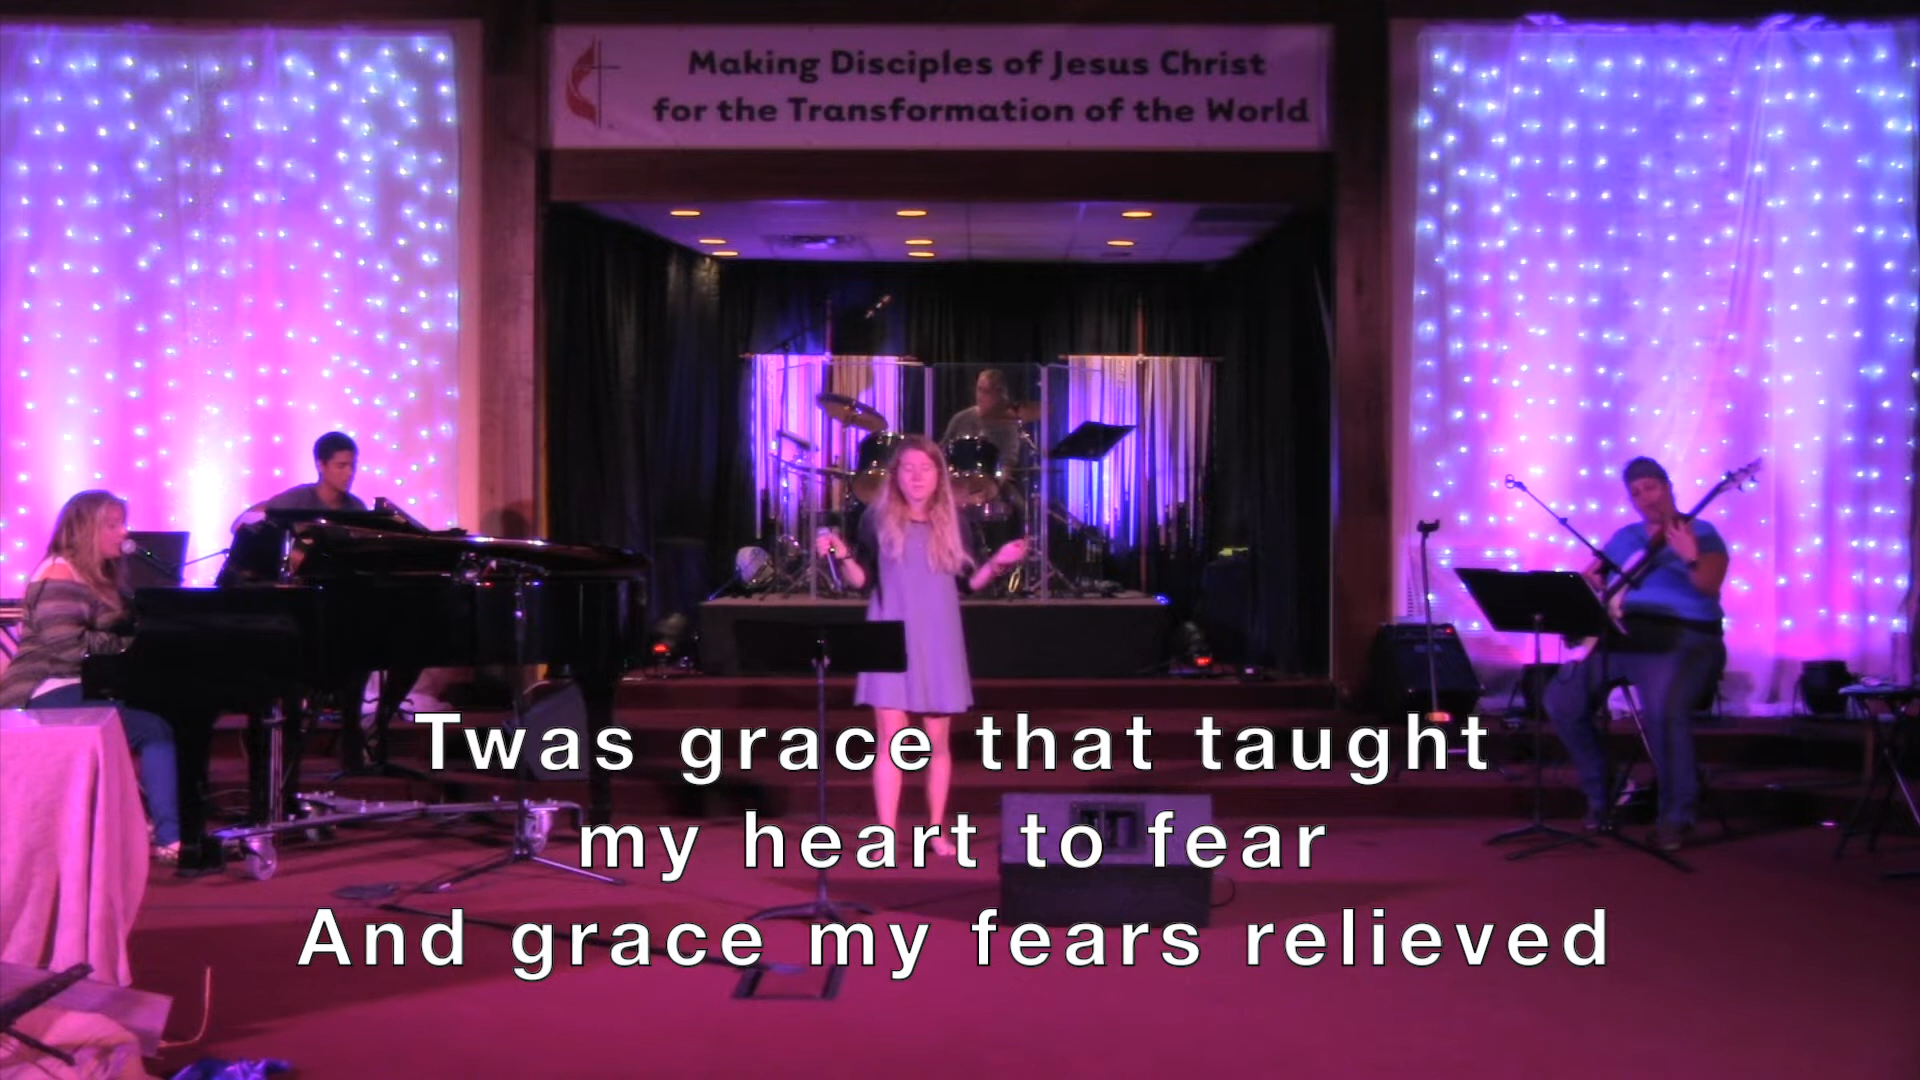 Making Disciples of Jesus Christ
for the Transformation of the World
Twas grace that taught
my heart to fear
And grace my fears relieved